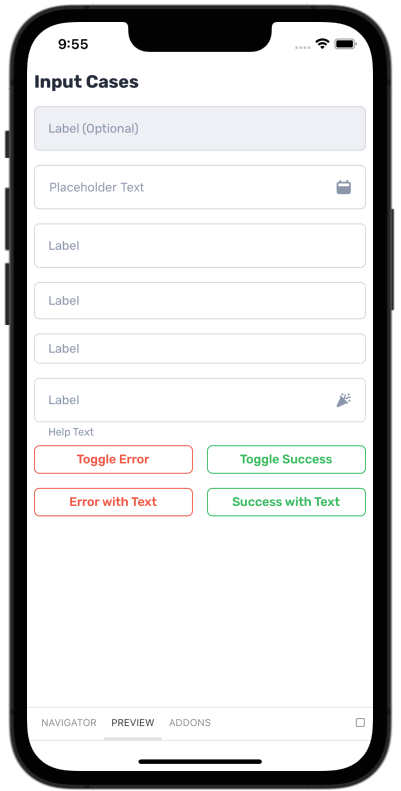 9:55
Input Cases
Label (Optional)
Placeholder Text
Label
Label
Label
Label
Help Text
Toggle Error
Toggle Success
Error with Text
Success with Text
NAVIGATOR
PREVIEW
ADDONS